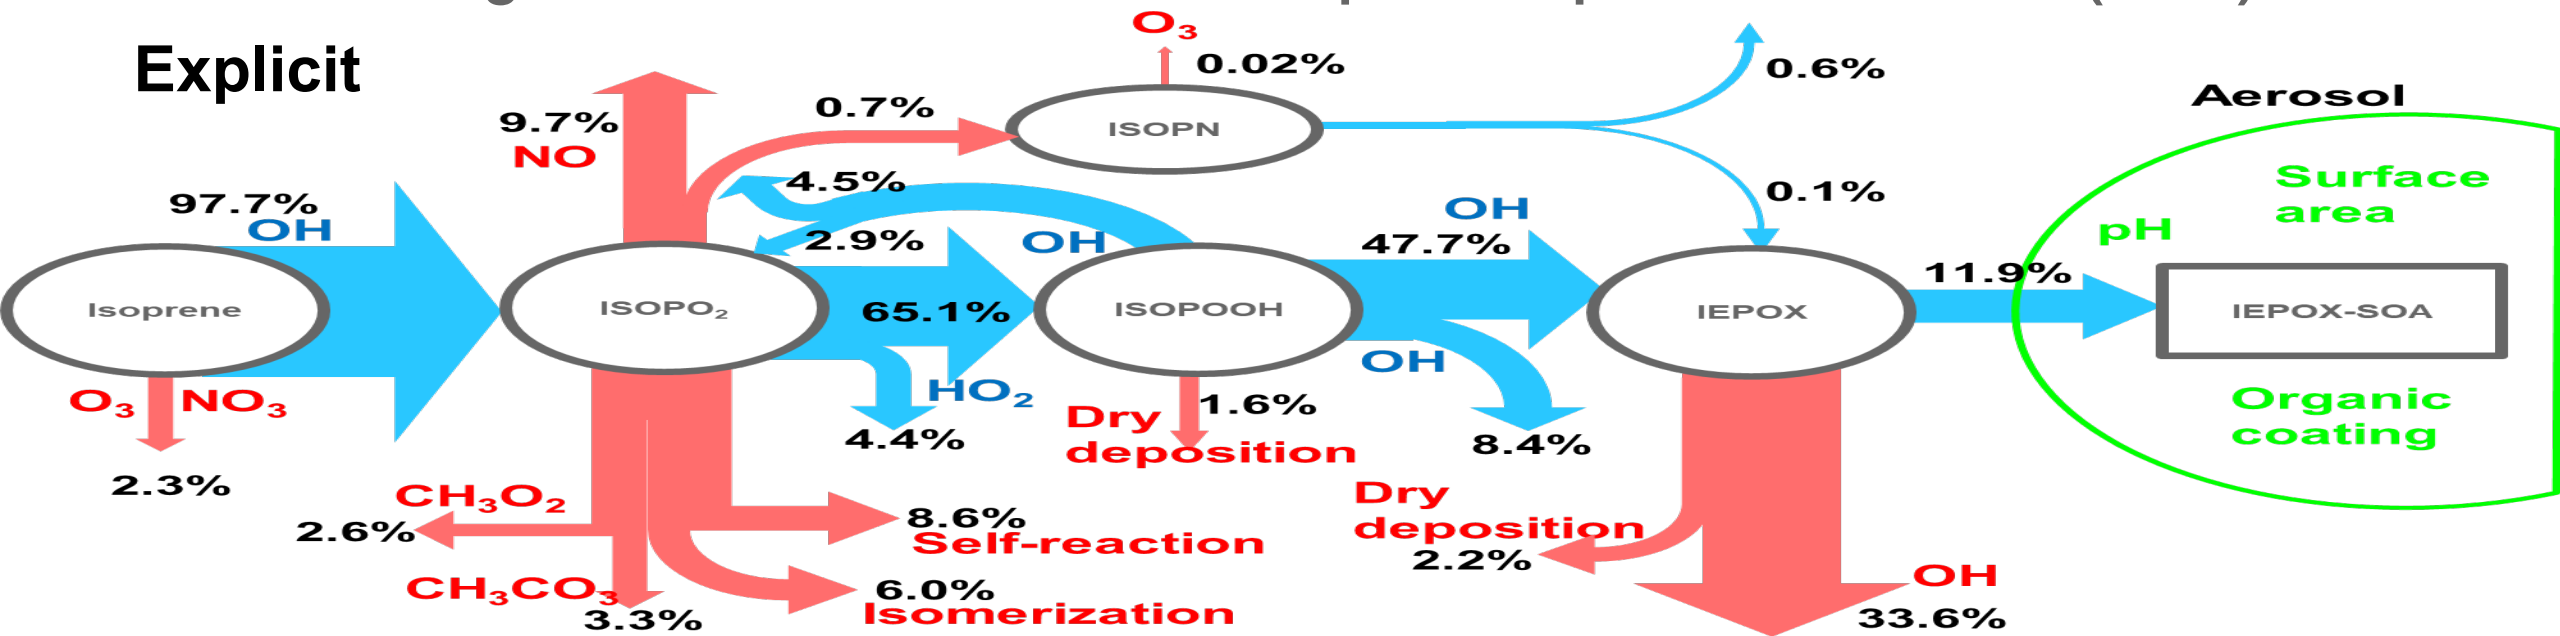 Explicit
O₃
0.02%
0.6%
Aerosol
9.7%
NO
0.7%
ISOPN
4.5%
0.1%
Surface
area
97.7%
OH
2.9%
OH
OH
47.7%
pH
11.9%
Isoprene
ISOPO₂
65.1%
ISOPOOH
IEPOX
IEPOX-SOA
O₃
NO₃
HO₂
OH
Dry
deposition
1.6%
Organic
coating
4.4%
8.4%
2.3%
CH₃O₂
2.6%
8.6%
Self-reaction
Dry
deposition
2.2%
CH₃CO₃
3.3%
6.0%
Isomerization
OH
33.6%